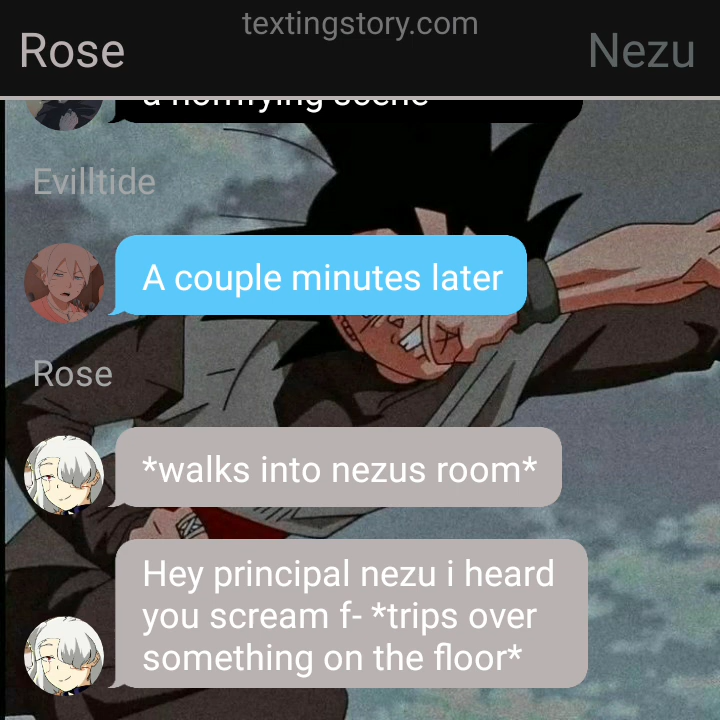 textingstory.com
Rose
Nezu
a horrifying scene
Evilltide
A couple minutes later
Rose
*walks into nezus room*
Hey principal nezu i heard
you scream f- *trips over
something on the floor*